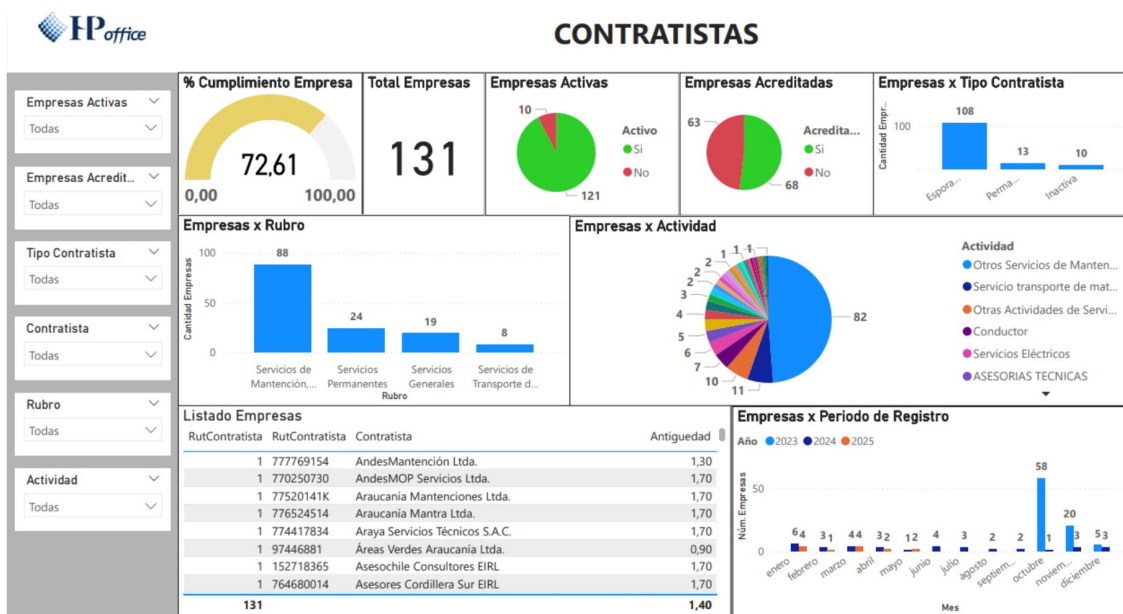 HP office
CONTRATISTAS
Empresas Activas
Todas
Empresas Acredit...
Todas
Tipo Contratista
Todas
Contratista
Todas
Rubro
Todas
Actividad
Todas
% Cumplimiento Empresa
72,61
0,00 100,00
Total Empresas
131
Empresas Activas
10
121
Activo
Si
No
Empresas Acreditadas
63
68
Acredita...
Si
No
Empresas x Tipo Contratista
Cantidad Empr...
100
108
13
10
Espora...
Perma...
Inactiva
Empresas x Rubro
Cantidad Empresas
100
50
0
88
24
19
8
Servicios de Mantención,...
Servicios Permanentes
Servicios Generales
Servicios de Transporte d...
Rubro
Empresas x Actividad
82
11
10
7
6
5
4
3
2
2
2
1
1
1
Actividad
Otros Servicios de Manten...
Servicio transporte de mat...
Otras Actividades de Servi...
Conductor
Servicios Eléctricos
ASESORIAS TECNICAS
Listado Empresas
RutContratista RutContratista Contratista Antiguedad
1 777769154 AndesMantención Ltda. 1,30
1 770250730 AndesMOP Servicios Ltda. 1,70
1 77520141K Araucanía Mantenciones Ltda. 1,70
1 776524514 Araucanía Mantra Ltda. 1,70
1 774417834 Araya Servicios Técnicos S.A.C. 1,70
1 97446881 Áreas Verdes Araucanía Ltda. 0,90
1 152718365 Asesochile Consultores EIRL 1,70
1 764680014 Asesores Cordillera Sur EIRL 1,70
131 1,40
Empresas x Periodo de Registro
Año 2023 2024 2025
Núm. Empresas
50
0
6 4 3 1 4 4 3 2 1 2 4 3 2 2 58 1 20 3 5 3
enero
febrero
marzo
abril
mayo
junio
julio
agosto
septiem...
octubre
noviem...
diciembre
Mes